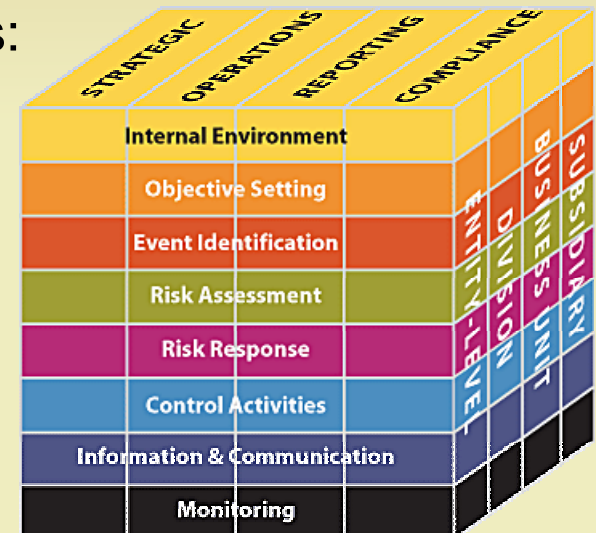 s:
STRATEGIC
OPERATIONS
REPORTING
COMPLIANCE
Internal Environment
Objective Setting
Event Identification
Risk Assessment
Risk Response
Control Activities
Information & Communication
Monitoring
ENTITY-LEVEL
DIVISION
BUSINESS UNIT
SUBSIDIARY